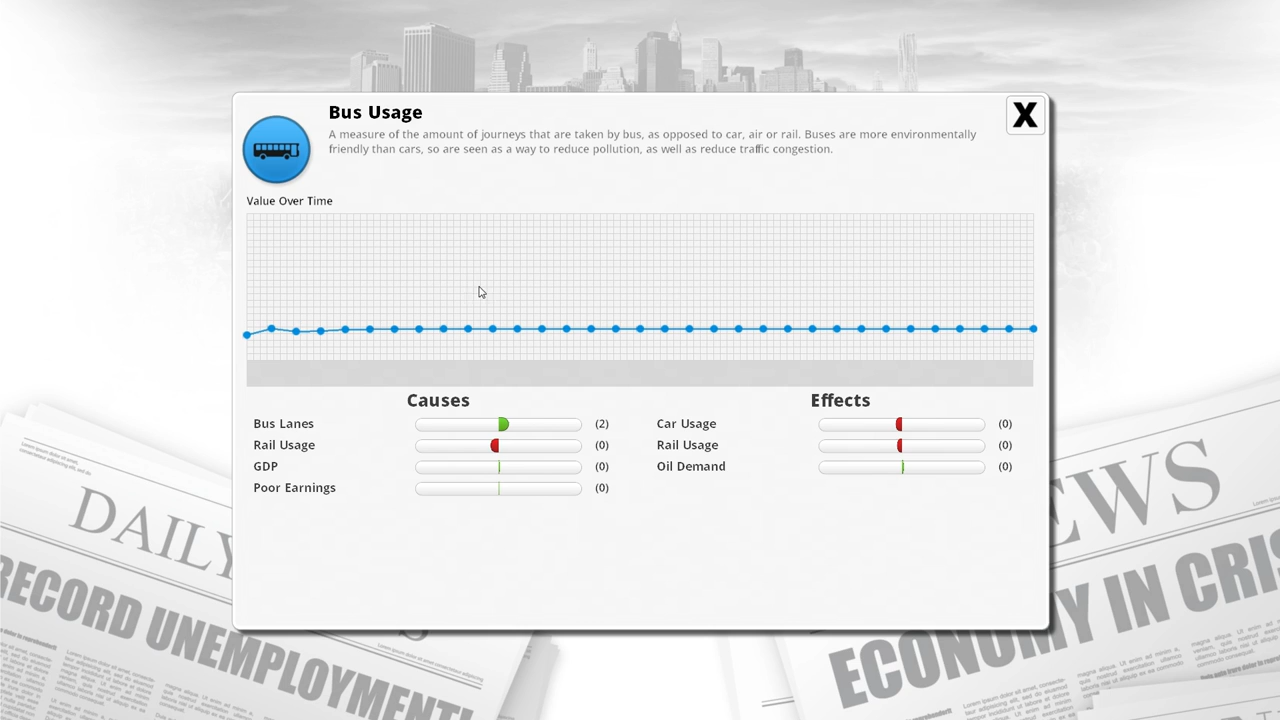 Bus Usage
X
A measure of the amount of journeys that are taken by bus, as opposed to car, air or rail. Buses are more environmentally
friendly than cars, so are seen as a way to reduce pollution, as well as reduce traffic congestion.
Value Over Time
Causes
Bus Lanes (2)
Rail Usage (0)
GDP (0)
Poor Earnings (0)
Effects
Car Usage (0)
Rail Usage (0)
Oil Demand (0)
DAILY
RECORD UNEMPLOYMENT!
EWS
ECONOMY IN CRIS